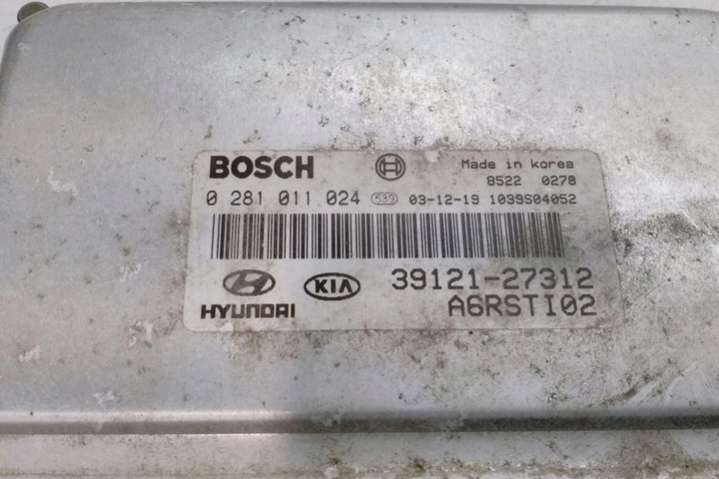 BOSCH
Made in Korea
8522 0278
0 281 011 024 03-12-19 1039S04052
39121-27312
HYUNDAI KIA A6RSTI02